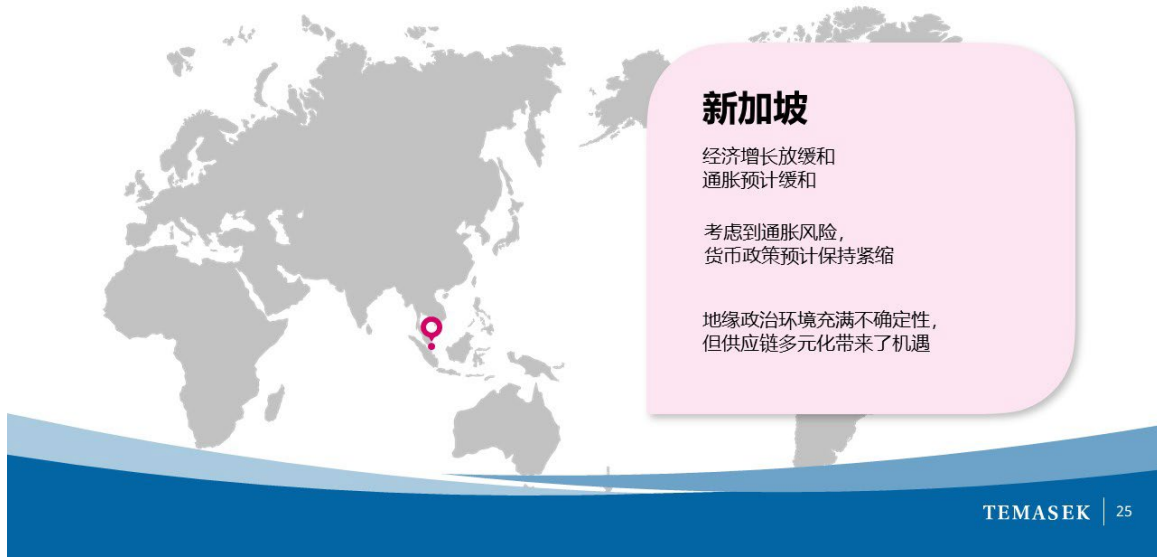 新加坡
经济增长放缓和
通胀预计缓和
考虑到通胀风险，
货币政策预计保持紧缩
地缘政治环境充满不确定性，
但供应链多元化带来了机遇
TEMASEK | 25